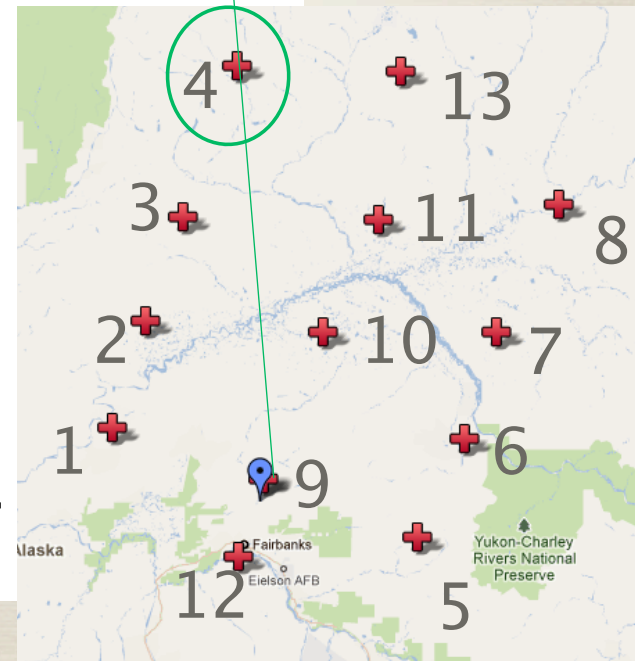 4
13
3
11
8
2
10
7
1
6
9
Alaska
Fairbanks
Eielson AFB
12
5
Yukon-Charley
Rivers National
Preserve